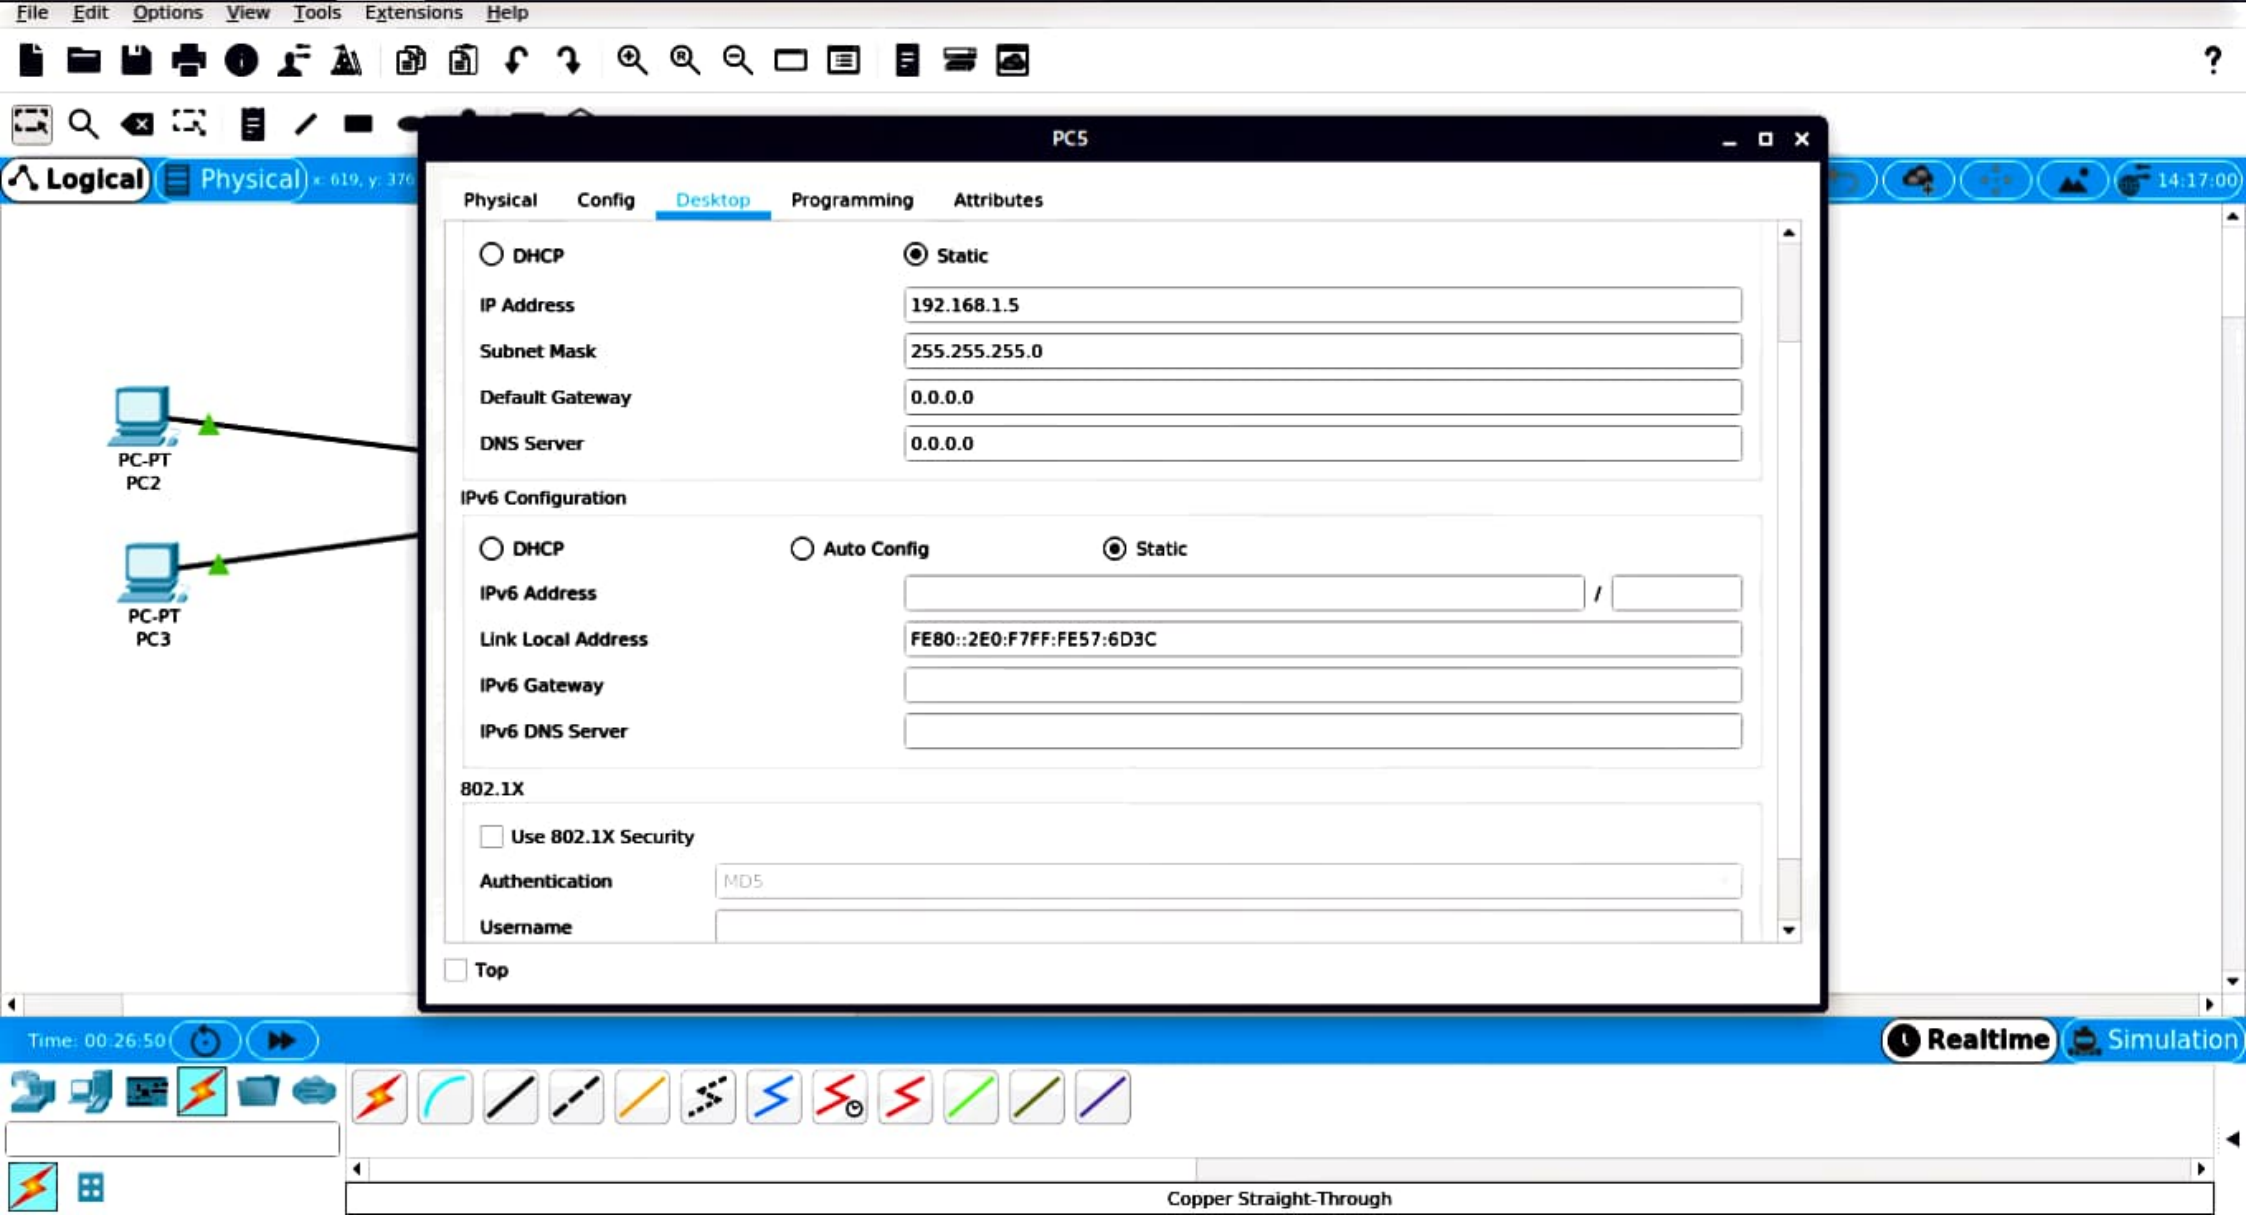 File Edit Options View Tools Extensions Help
?
PC5
Logical Physical x: 619, y: 376 14:17:00
Physical Config Desktop Programming Attributes
DHCP Static
IP Address 192.168.1.5
Subnet Mask 255.255.255.0
Default Gateway 0.0.0.0
DNS Server 0.0.0.0
PC-PT
PC2
IPv6 Configuration
DHCP Auto Config Static
IPv6 Address /
PC-PT
PC3
Link Local Address FE80::2E0:F7FF:FE57:6D3C
IPv6 Gateway
IPv6 DNS Server
802.1X
Use 802.1X Security
Authentication MD5
Username
Top
Time: 00:26:50 Realtime Simulation
Copper Straight-Through